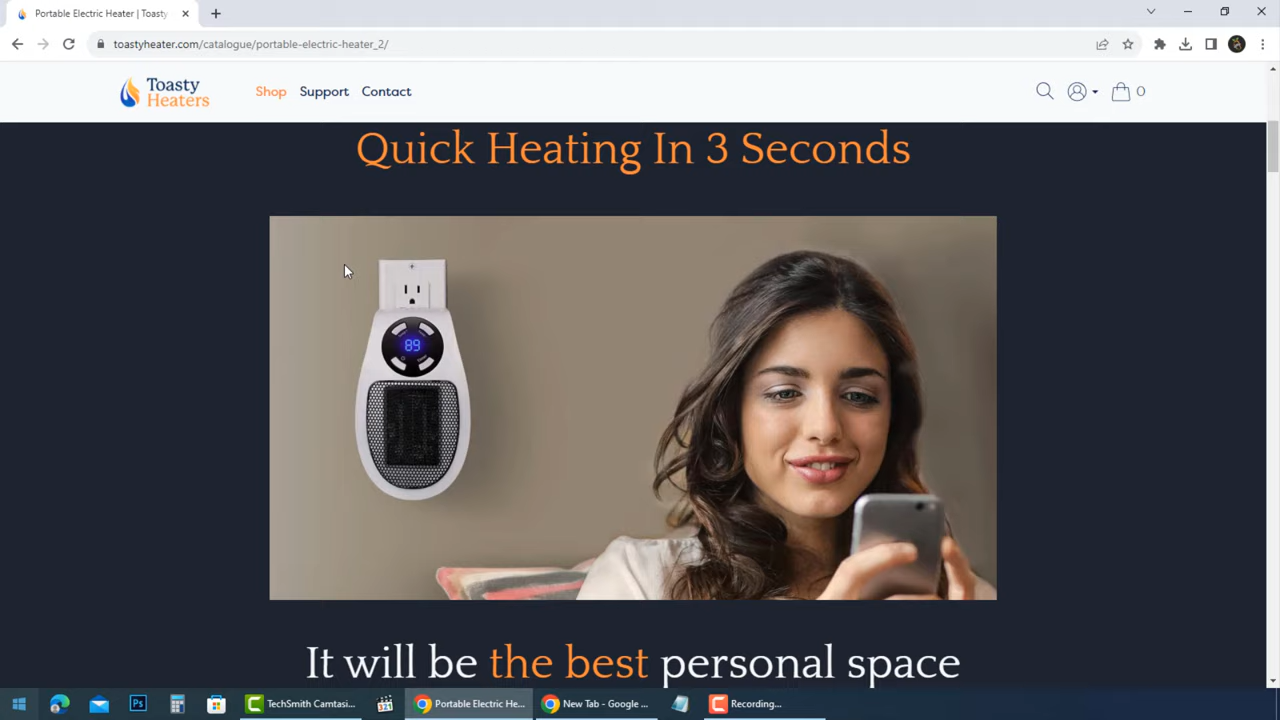 Portable Electric Heater | Toasty
toastyheater.com/catalogue/portable-electric-heater_2/
Toasty
Heaters
Shop Support Contact
0
Quick Heating In 3 Seconds
89
It will be the best personal space
Ps
TechSmith Camtasi...
Portable Electric He...
New Tab - Google ...
Recording...